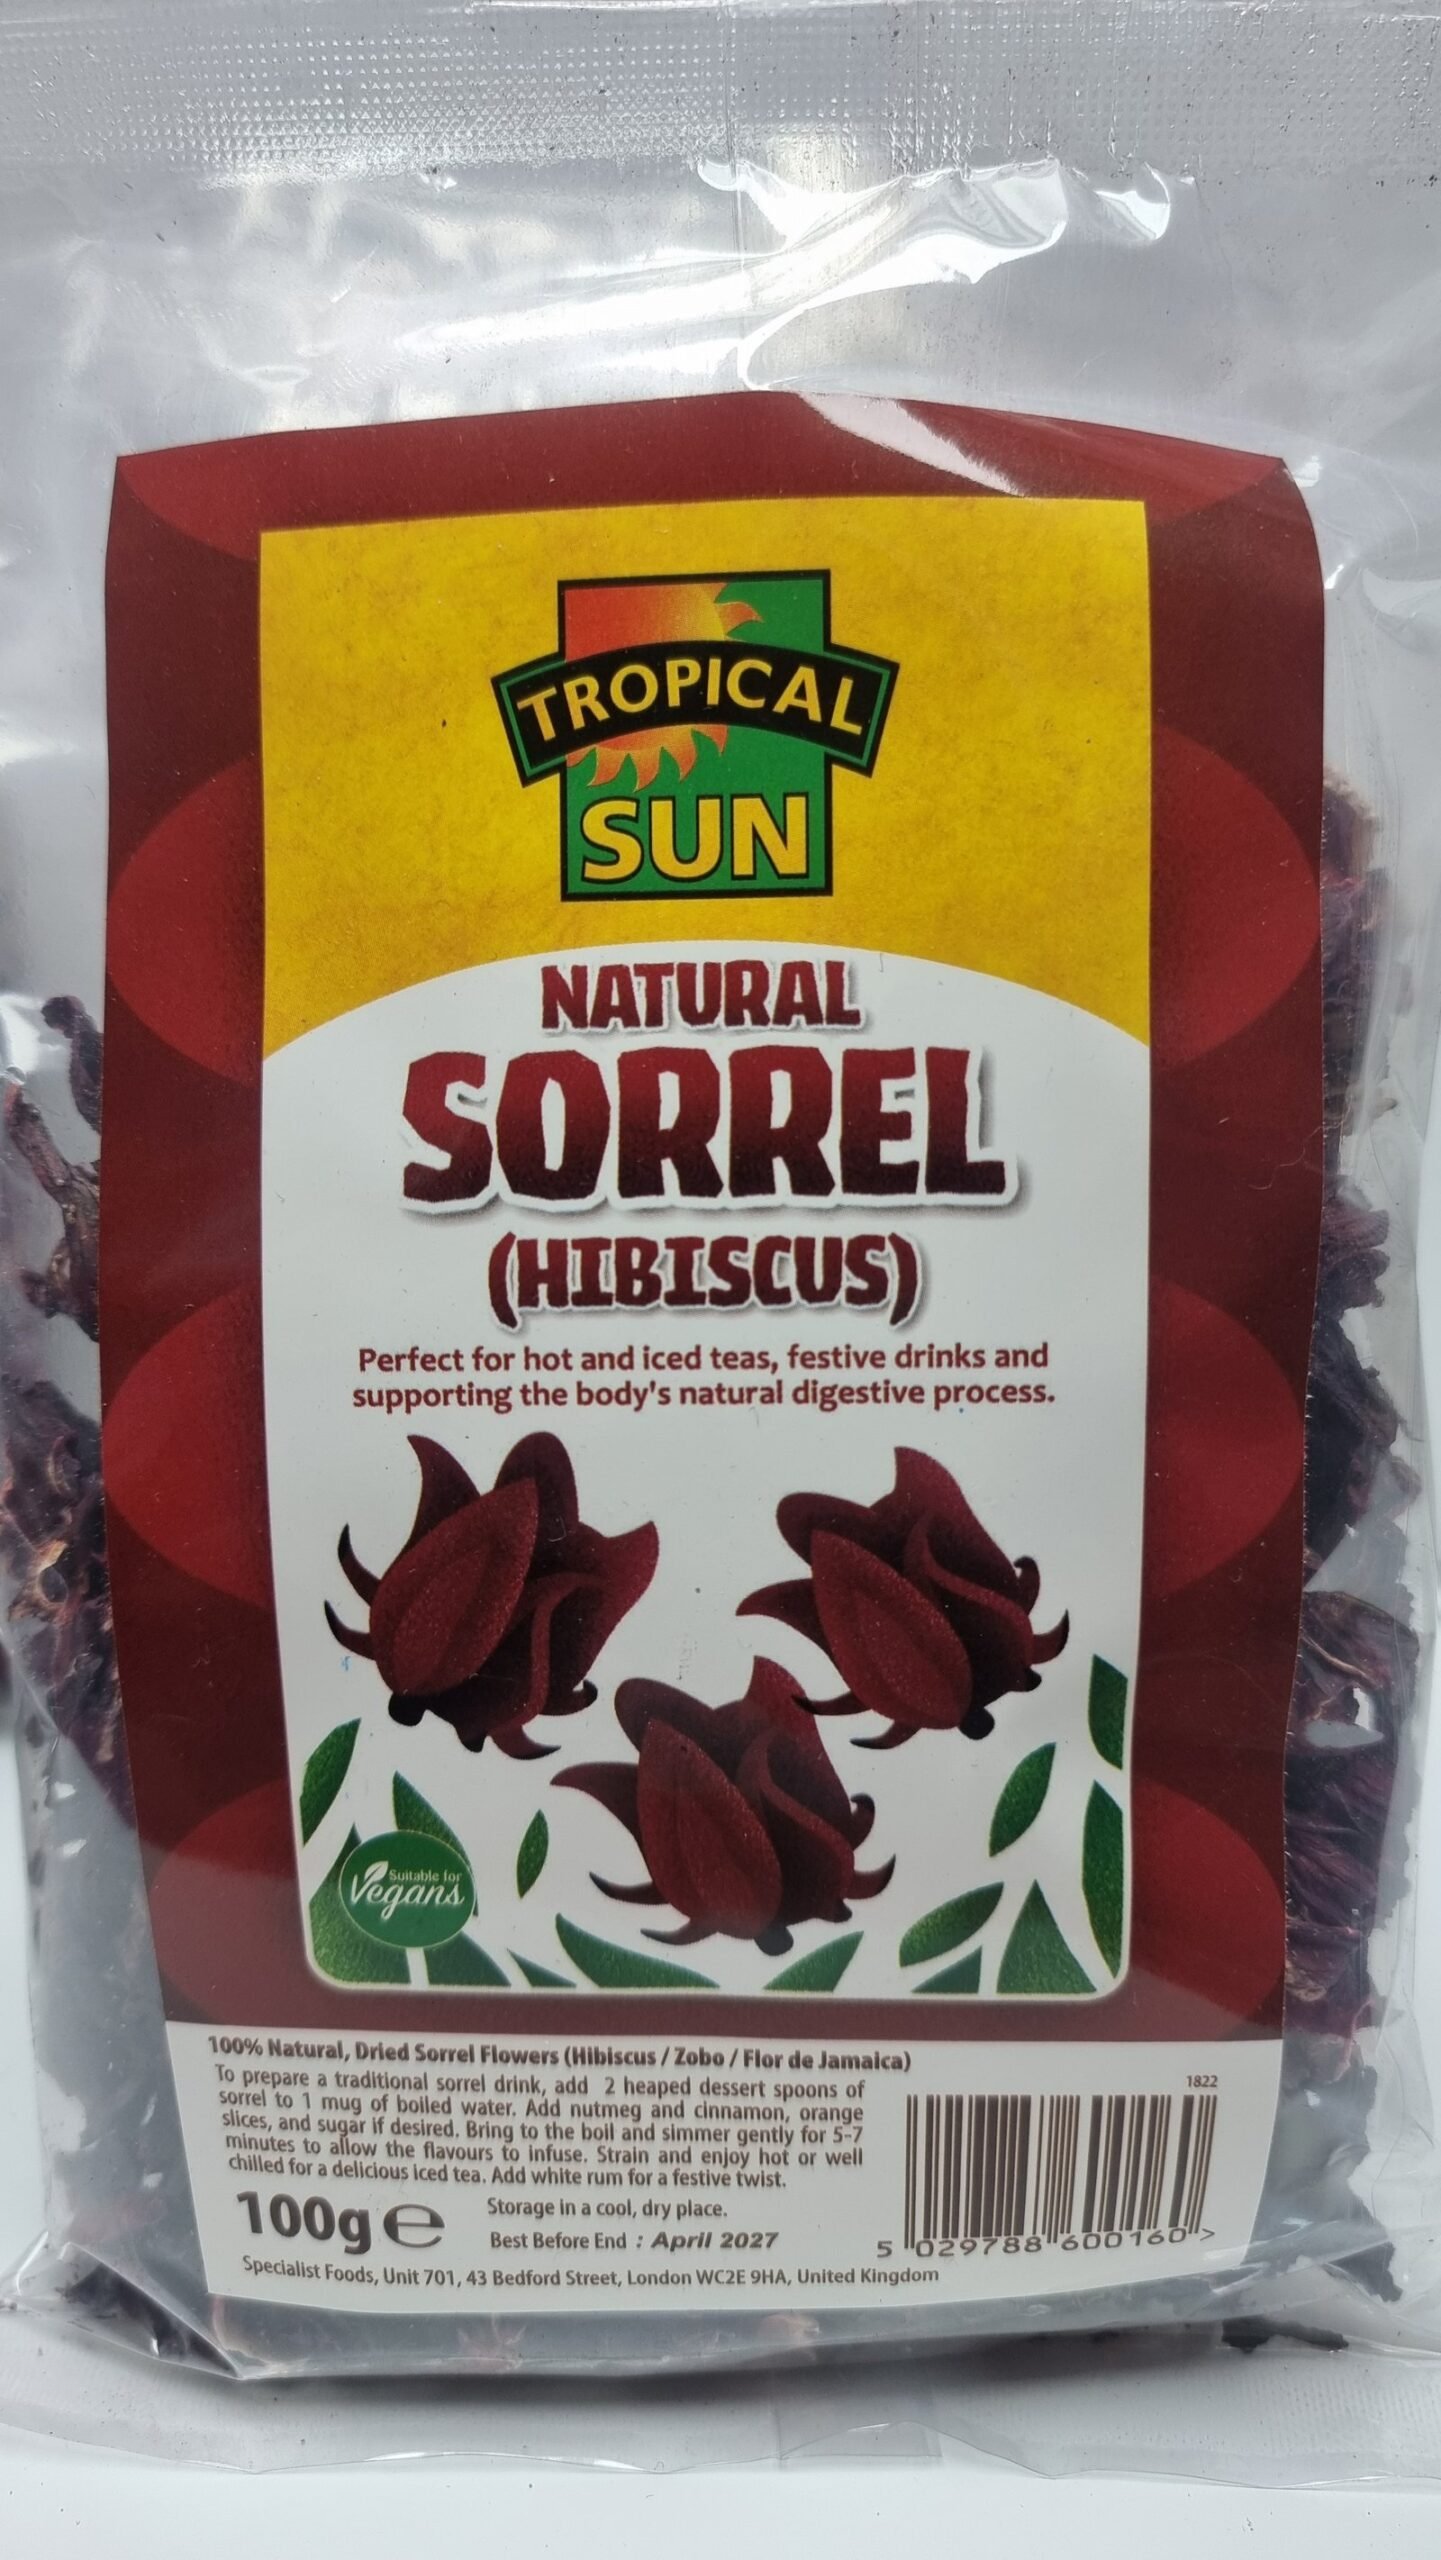 TROPICAL
SUN
NATURAL
SORREL
(HIBISCUS)
Perfect for hot and iced teas, festive drinks and
supporting the body's natural digestive process.
Suitable for
Vegans
100% Natural, Dried Sorrel Flowers (Hibiscus / Zobo / Flor de Jamaica)
To prepare a traditional sorrel drink, add 2 heaped dessert spoons of
sorrel to 1 mug of boiled water. Add nutmeg and cinnamon, orange
slices, and sugar if desired. Bring to the boil and simmer gently for 5-7
minutes to allow the flavours to infuse. Strain and enjoy hot or well
chilled for a delicious iced tea. Add white rum for a festive twist.
1822
100g e
Storage in a cool, dry place.
Best Before End : April 2027
5 029788 600160 >
Specialist Foods, Unit 701, 43 Bedford Street, London WC2E 9HA, United Kingdom